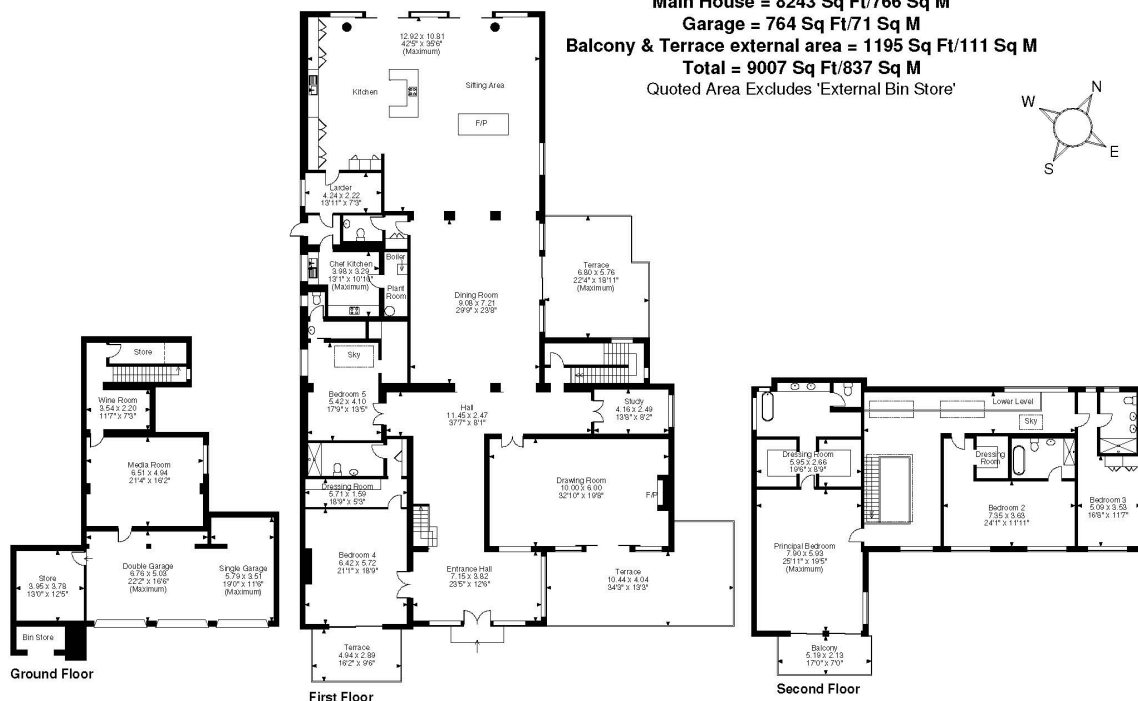 Main House = 8243 Sq Ft/766 Sq M
Garage = 764 Sq Ft/71 Sq M
Balcony & Terrace external area = 1195 Sq Ft/111 Sq M
Total = 9007 Sq Ft/837 Sq M
Quoted Area Excludes 'External Bin Store'
N
W
E
S
12.92 x 10.81
42'5" x 35'6"
(Maximum)
Kitchen
Sitting Area
F/P
Larder
4.24 x 2.22
13'11" x 7'3"
Chef Kitchen
3.98 x 3.29
13'1" x 10'10"
(Maximum)
Boiler
Plant
Room
Terrace
6.80 x 5.76
22'4" x 18'11"
(Maximum)
Dining Room
9.08 x 7.21
29'9" x 23'8"
Sky
Bedroom 5
5.42 x 4.10
17'9" x 13'5"
Hall
11.45 x 2.47
37'7" x 8'1"
Study
4.16 x 2.49
13'8" x 8'2"
Drawing Room
10.00 x 6.00
32'10" x 19'8"
F/P
Dressing Room
5.71 x 1.59
18'9" x 5'3"
Bedroom 4
6.42 x 5.72
21'1" x 18'9"
Entrance Hall
7.15 x 3.82
23'5" x 12'6"
Terrace
10.44 x 4.04
34'3" x 13'3"
Terrace
4.94 x 2.89
16'2" x 9'6"
First Floor
Store
Wine Room
3.54 x 2.20
11'7" x 7'3"
Media Room
6.51 x 4.94
21'4" x 16'2"
Double Garage
6.76 x 5.03
22'2" x 16'6"
(Maximum)
Single Garage
5.79 x 3.51
19'0" x 11'6"
(Maximum)
Store
3.95 x 3.78
13'0" x 12'5"
Bin Store
Ground Floor
Lower Level
Sky
Dressing Room
5.95 x 2.66
19'6" x 8'9"
Dressing
Room
Bedroom 2
7.35 x 3.63
24'1" x 11'11"
Bedroom 3
5.09 x 3.53
16'8" x 11'7"
Principal Bedroom
7.90 x 5.93
25'11" x 19'5"
(Maximum)
Balcony
5.19 x 2.13
17'0" x 7'0"
Second Floor